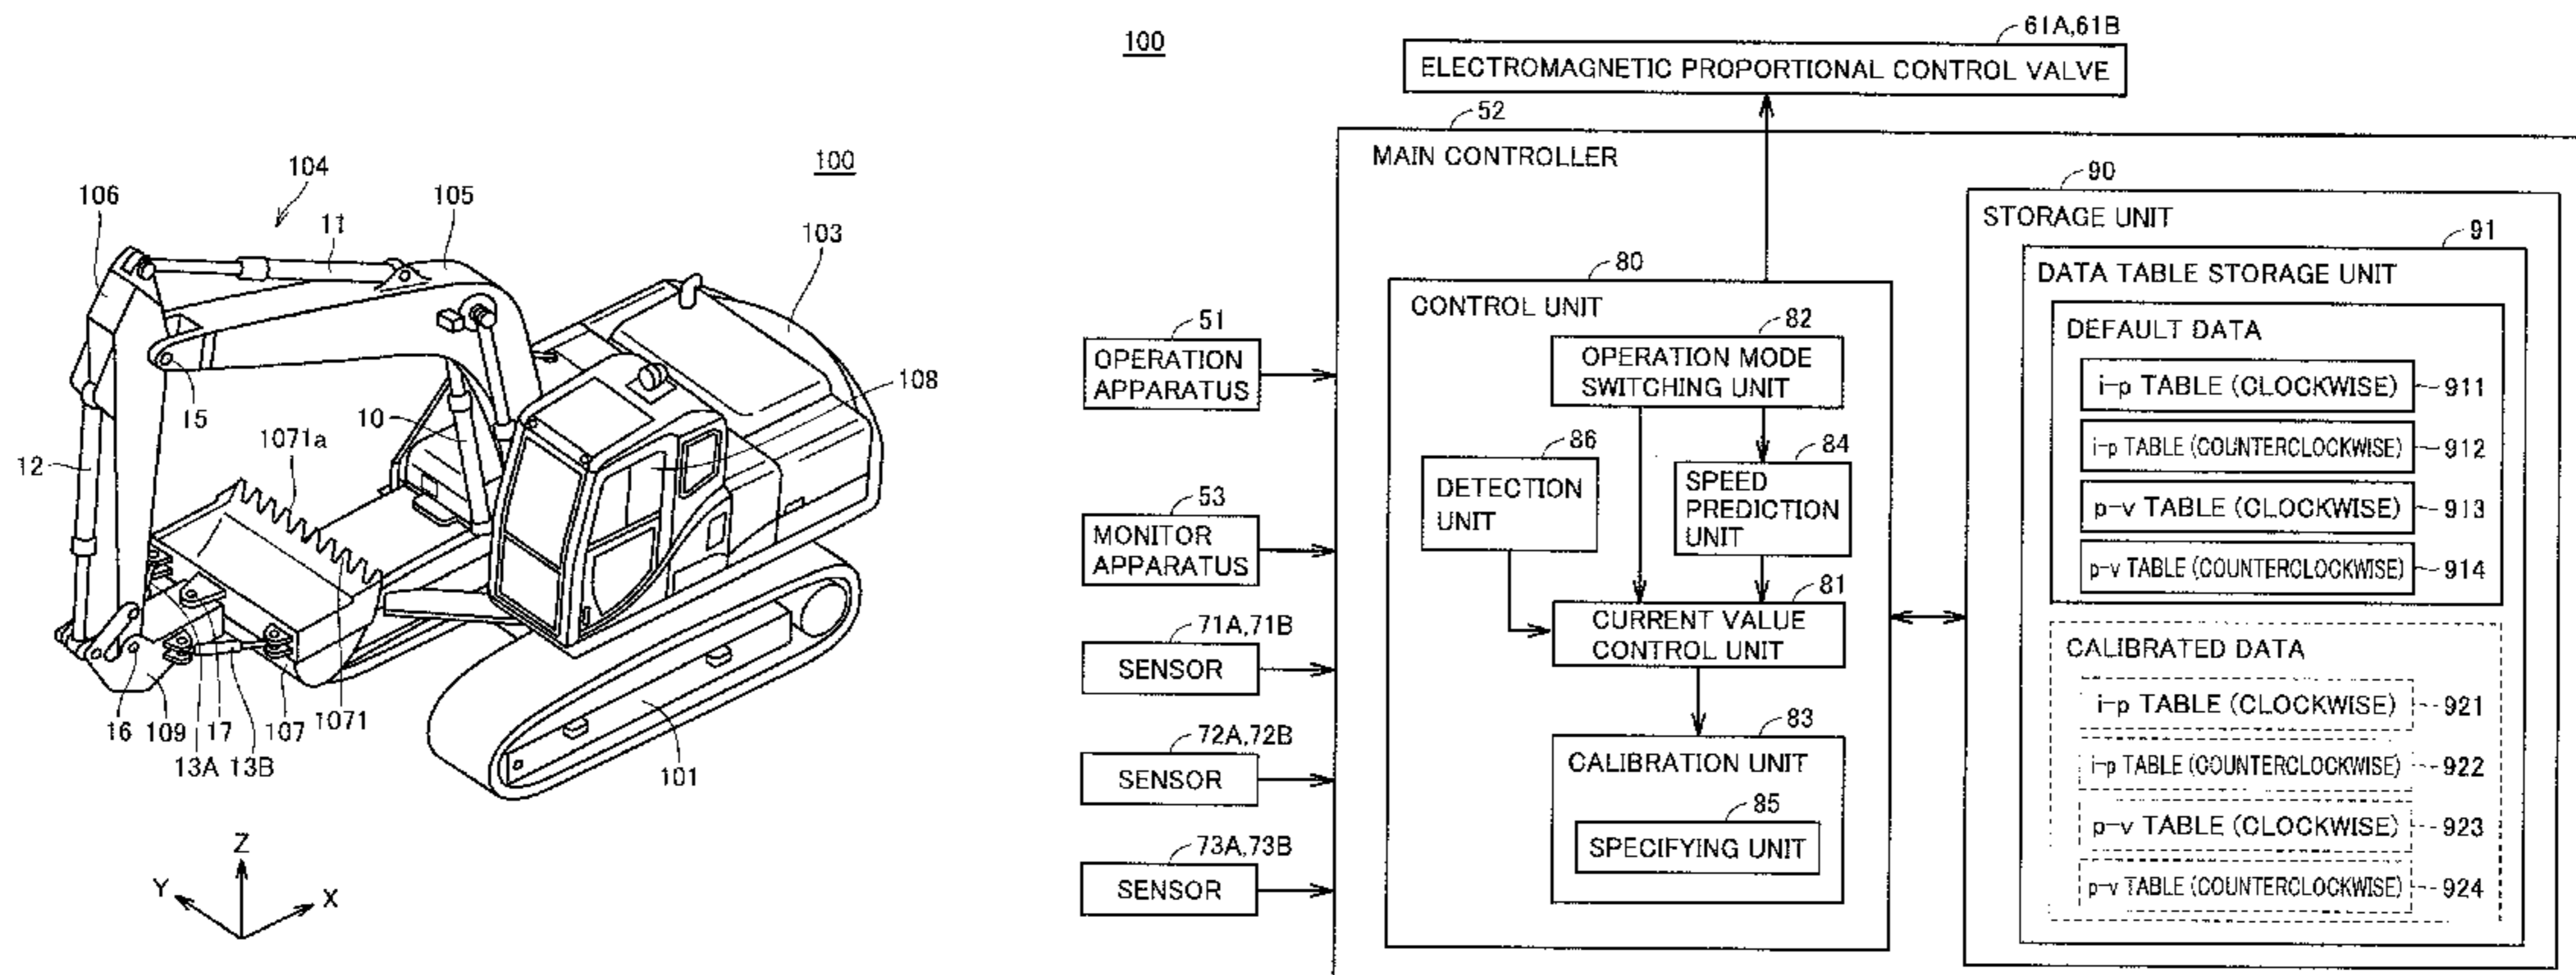 100
104
106
105
11
103
108
15
10
1071a
12
16
109
17
107
1071
13A
13B
101
Z
Y
X
100
61A,61B
ELECTROMAGNETIC PROPORTIONAL CONTROL VALVE
52
MAIN CONTROLLER
51
OPERATION
APPARATUS
53
MONITOR
APPARATUS
71A,71B
SENSOR
72A,72B
SENSOR
73A,73B
SENSOR
80
CONTROL UNIT
82
OPERATION MODE
SWITCHING UNIT
86
DETECTION
UNIT
84
SPEED
PREDICTION
UNIT
81
CURRENT VALUE
CONTROL UNIT
83
CALIBRATION UNIT
85
SPECIFYING UNIT
90
STORAGE UNIT
91
DATA TABLE STORAGE UNIT
DEFAULT DATA
i-p TABLE (CLOCKWISE) 911
i-p TABLE (COUNTERCLOCKWISE) 912
p-v TABLE (CLOCKWISE) 913
p-v TABLE (COUNTERCLOCKWISE) 914
CALIBRATED DATA
i-p TABLE (CLOCKWISE) 921
i-p TABLE (COUNTERCLOCKWISE) 922
p-v TABLE (CLOCKWISE) 923
p-v TABLE (COUNTERCLOCKWISE) 924